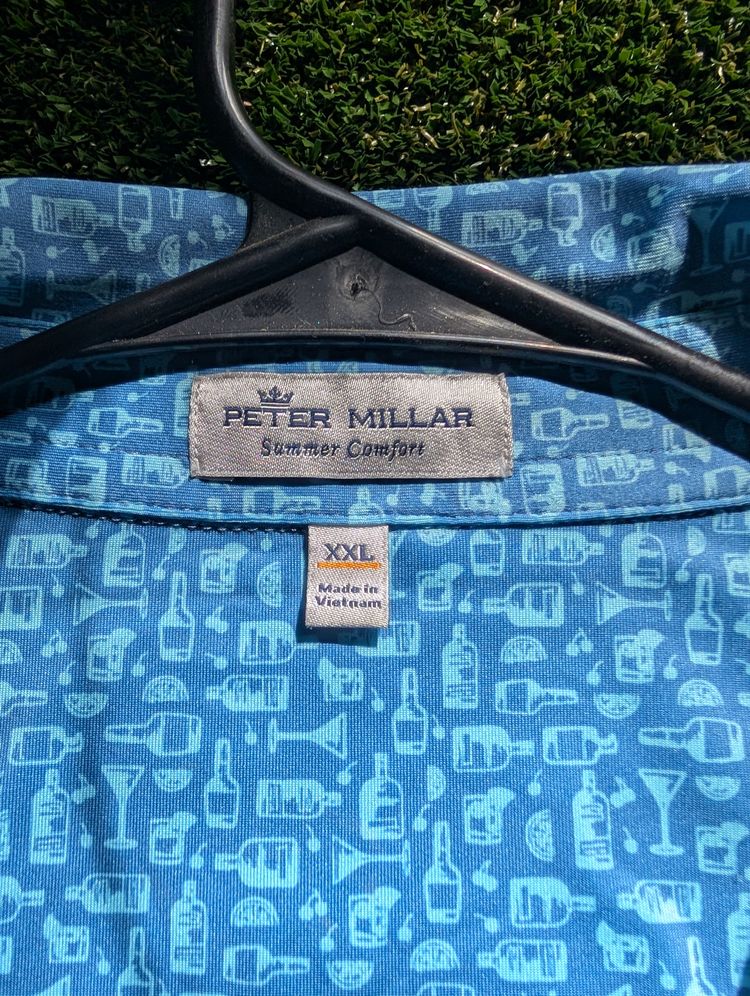 PETER MILLAR
Summer Comfort
XXL
Made in
Vietnam